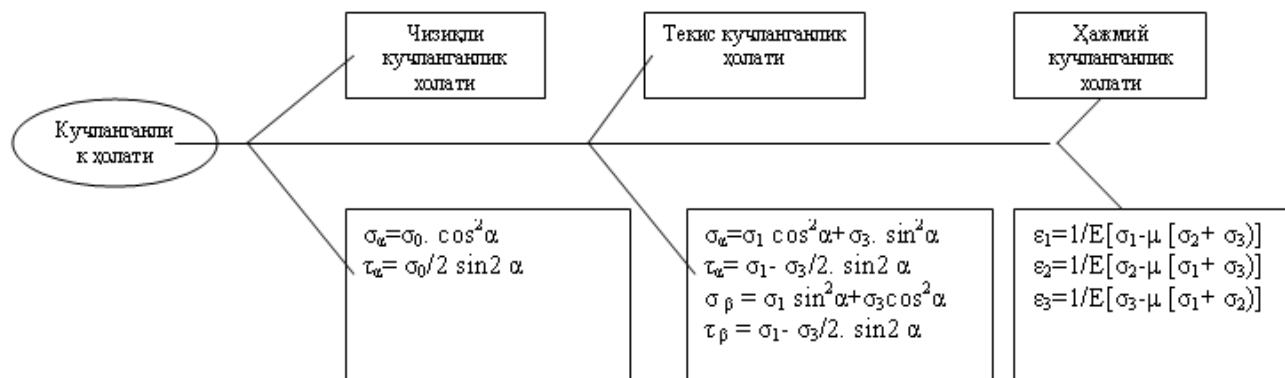 Чизиқли
кучланганлик
холати
Текис кучланганлик
ҳолати
Ҳажмий
кучланганлик
холати
Кучланганли
к ҳолати
σα=σ0. cos²α
τα= σ0/2 sin2 α
σα=σ1 cos²α+σ3. sin²α
τα= σ1- σ3/2. sin2 α
σ β = σ1 sin²α+σ3cos²α
τ β = σ1- σ3/2. sin2 α
ε1=1/E[σ1-μ [σ2+ σ3)]
ε2=1/E[σ2-μ [σ1+ σ3)]
ε3=1/E[σ3-μ [σ1+ σ2)]